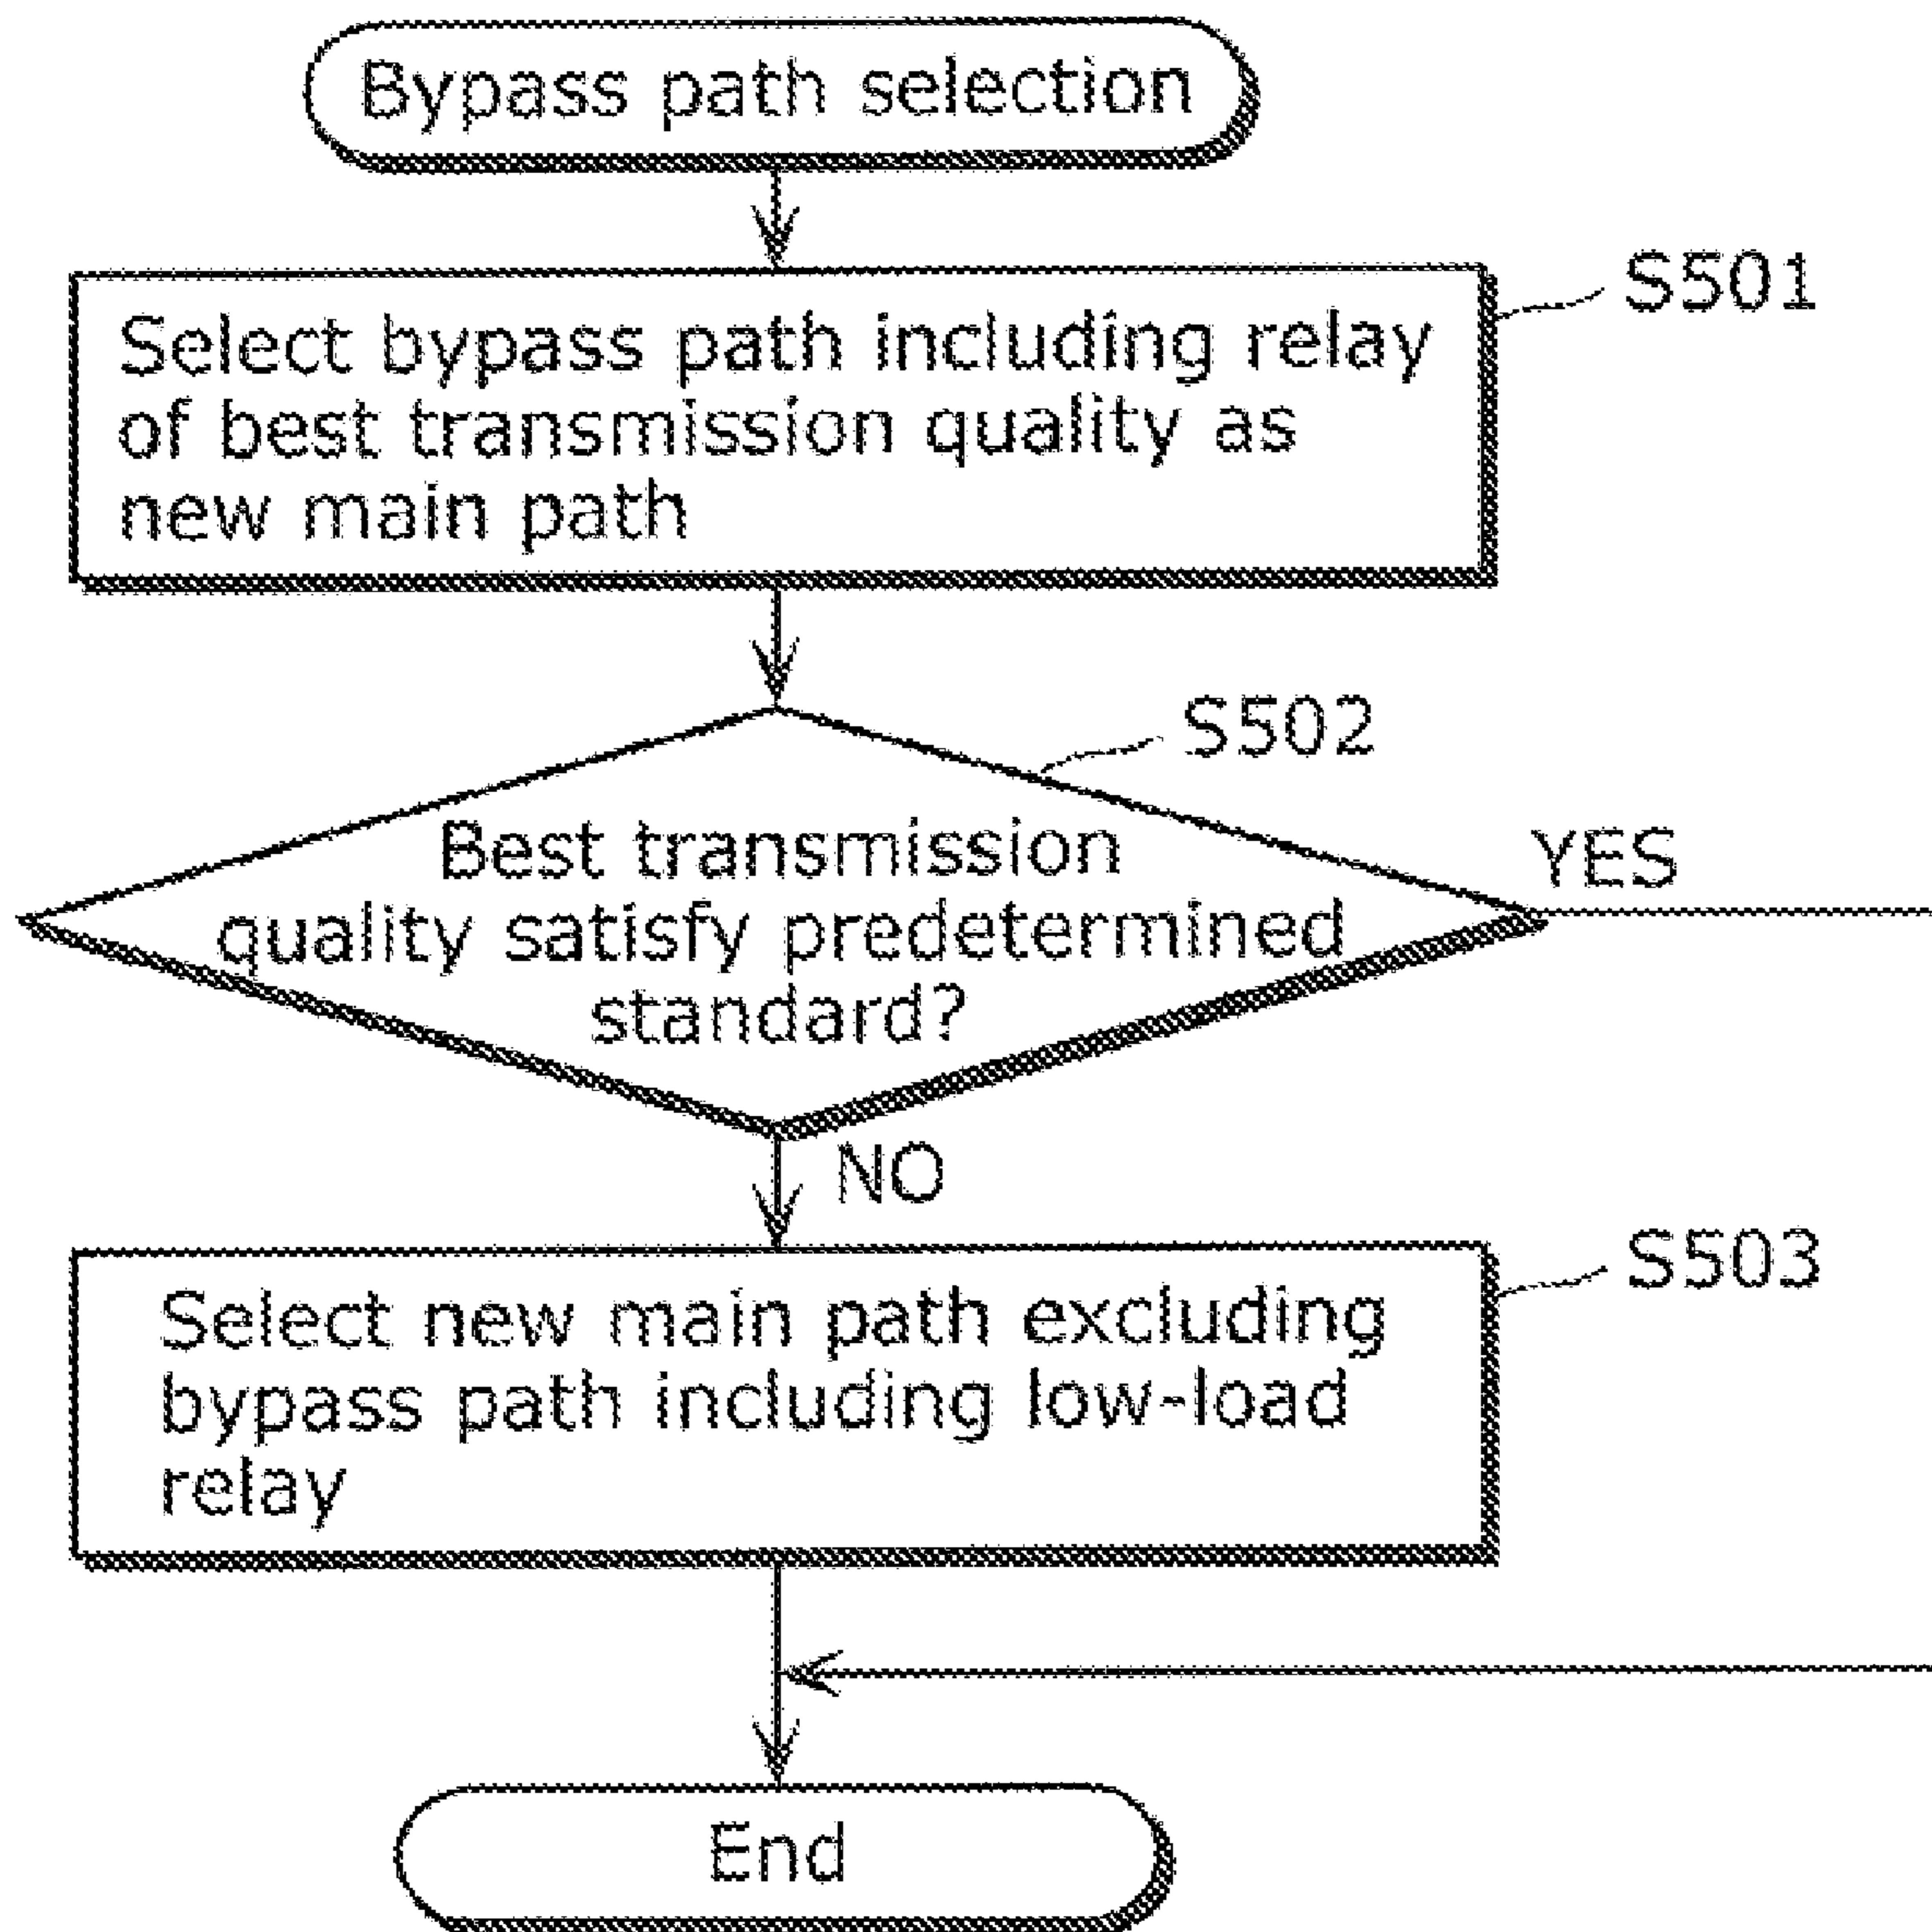 Bypass path selection
S501
Select bypass path including relay
of best transmission quality as
new main path
S502
Best transmission
quality satisfy predetermined
standard?
YES
NO
S503
Select new main path excluding
bypass path including low-load
relay
End